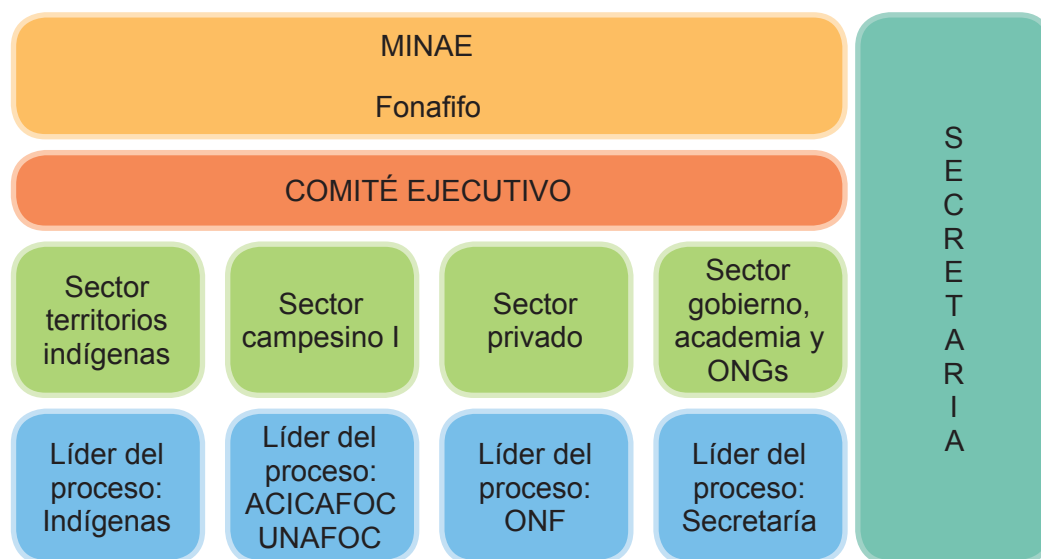 MINAE
Fonafifo
COMITÉ EJECUTIVO
Sector
territorios
indígenas
Sector
campesino I
Sector
privado
Sector
gobierno,
academia y
ONGs
Líder del
proceso:
Indígenas
Líder del
proceso:
ACICAFOC
UNAFOC
Líder del
proceso:
ONF
Líder del
proceso:
Secretaría
S
E
C
R
E
T
A
R
I
A